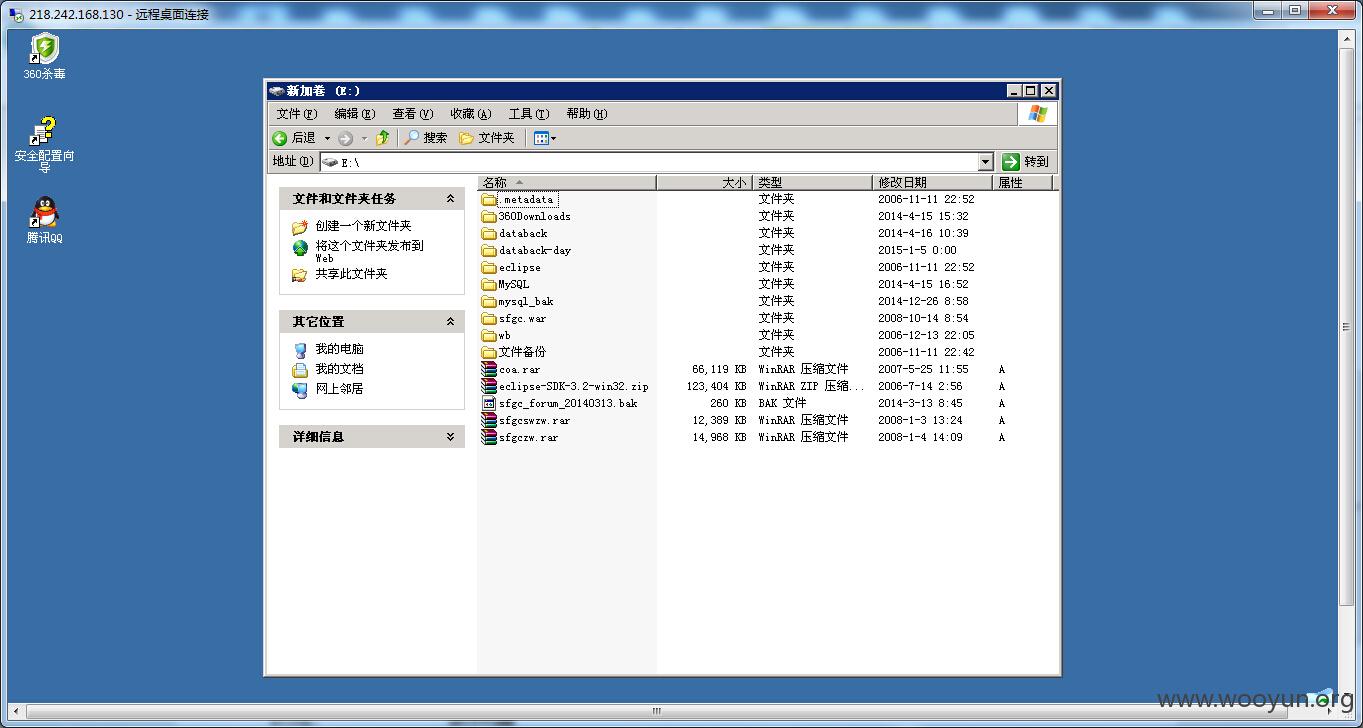 218.242.168.130 - 远程桌面连接
360杀毒
安全配置向
导
腾讯QQ
新加卷 (E:)
文件(F) 编辑(E) 查看(V) 收藏(A) 工具(T) 帮助(H)
后退 搜索 文件夹
地址(D) E:\ 转到
文件和文件夹任务
创建一个新文件夹
将这个文件夹发布到
Web
共享此文件夹
其它位置
我的电脑
我的文档
网上邻居
详细信息
名称 大小 类型 修改日期 属性
.metadata 文件夹 2006-11-11 22:52
360Downloads 文件夹 2014-4-15 15:32
databack 文件夹 2014-4-16 10:39
databack-day 文件夹 2015-1-5 0:00
eclipse 文件夹 2006-11-11 22:52
MySQL 文件夹 2014-4-15 16:52
mysql_bak 文件夹 2014-12-26 8:58
sfgc.war 文件夹 2008-10-14 8:54
wb 文件夹 2006-12-13 22:05
文件备份 文件夹 2006-11-11 22:42
coa.rar 66,119 KB WinRAR 压缩文件 2007-5-25 11:55 A
eclipse-SDK-3.2-win32.zip 123,404 KB WinRAR ZIP 压缩... 2006-7-14 2:56 A
sfgc_forum_20140313.bak 260 KB BAK 文件 2014-3-13 8:45 A
sfgcswzw.rar 12,389 KB WinRAR 压缩文件 2008-1-3 13:24 A
sfgczw.rar 14,968 KB WinRAR 压缩文件 2008-1-4 14:09 A
www.wooyun.org